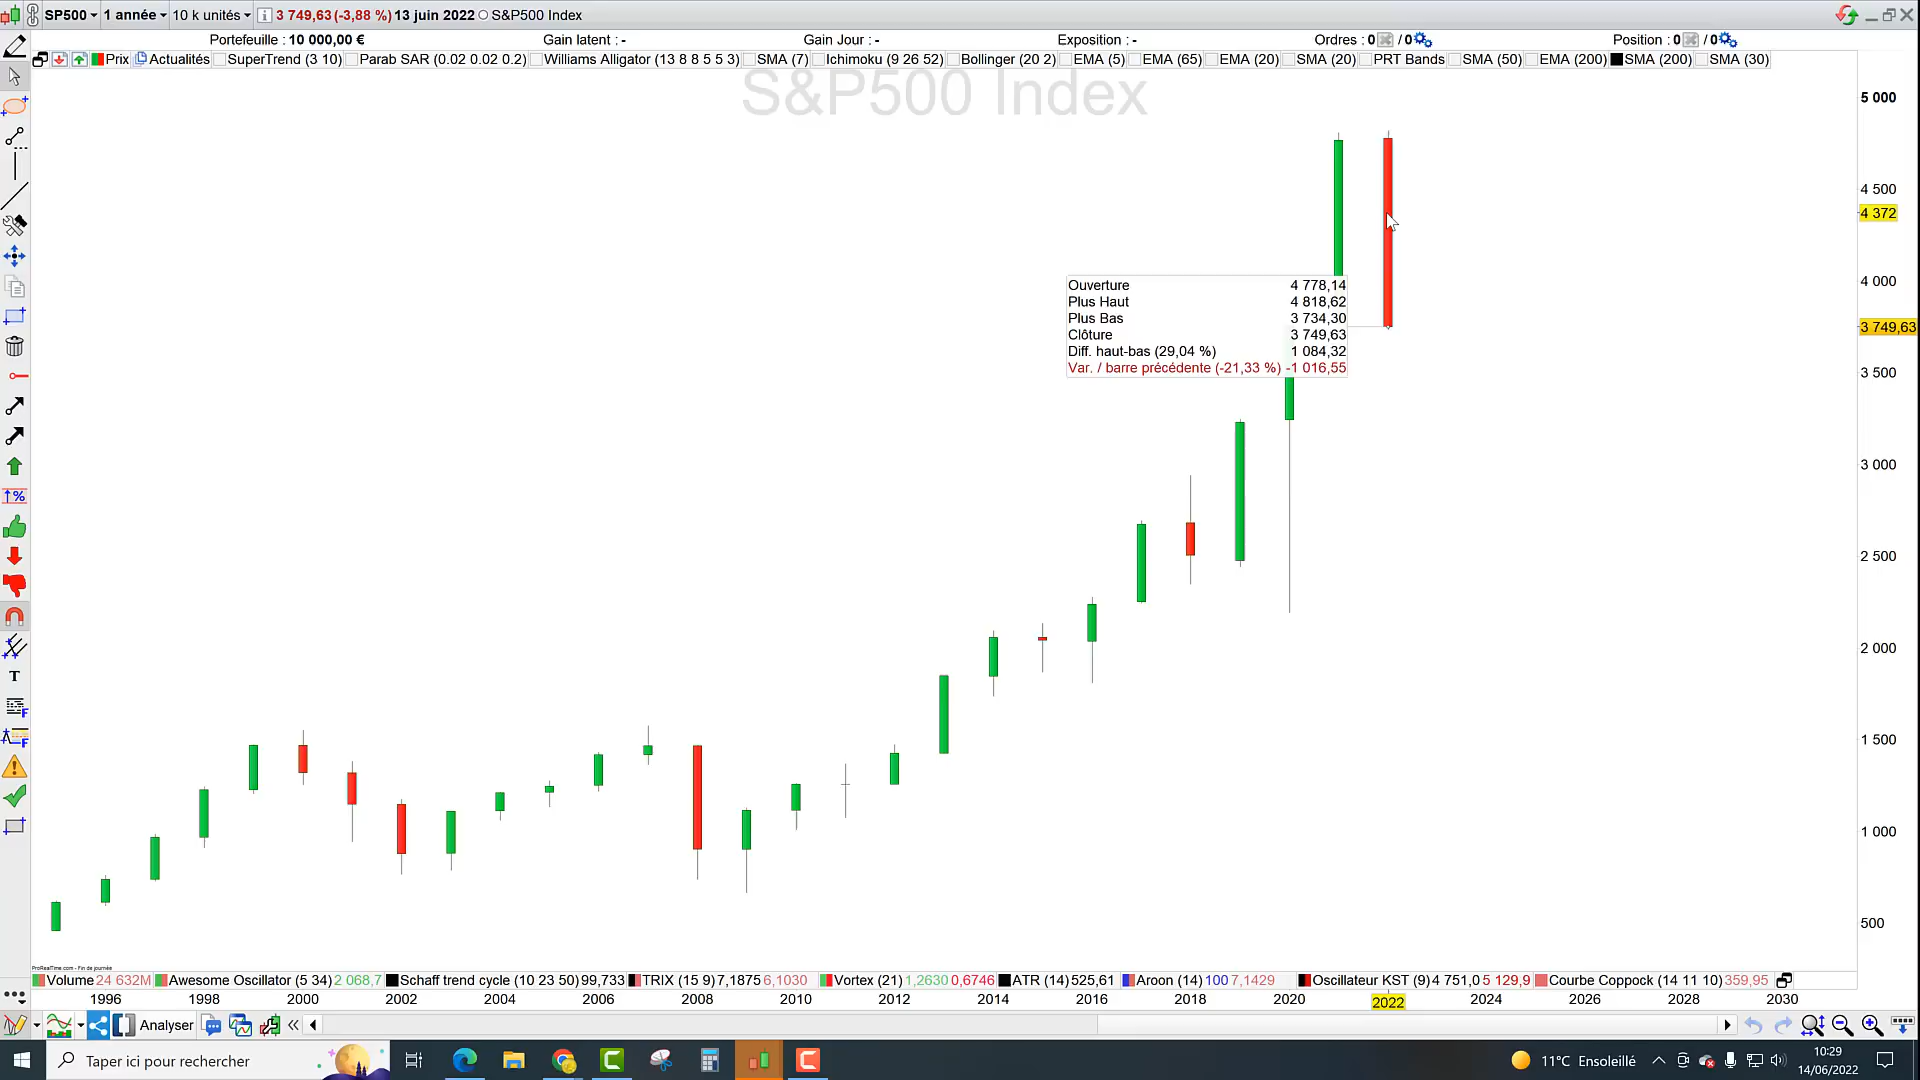 SP500 1 année 10 k unités 3 749,63 (-3,88 %) 13 juin 2022 S&P500 Index
Portefeuille : 10 000,00 € Gain latent : - Gain Jour : - Exposition : - Ordres : 0 / 0 Position : 0 / 0
Prix Actualités SuperTrend (3 10) Parab SAR (0.02 0.02 0.2) Williams Alligator (13 8 8 5 5 3) SMA (7) Ichimoku (9 26 52) Bollinger (20 2) EMA (5) EMA (65) EMA (20) SMA (20) PRT Bands SMA (50) EMA (200) SMA (200) SMA (30)
S&P500 Index
5 000
4 500
4 372
4 000
3 749,63
3 500
3 000
2 500
2 000
1 500
1 000
500
Ouverture 4 778,14
Plus Haut 4 818,62
Plus Bas 3 734,30
Clôture 3 749,63
Diff. haut-bas (29,04 %) 1 084,32
Var. / barre précédente (-21,33 %) -1 016,55
%
T
F
F
ProRealTime.com - Fin de journée
Volume 24 632M Awesome Oscillator (5 34) 2 068,7 Schaff trend cycle (10 23 50) 99,733 TRIX (15 9) 7,1875 6,1030 Vortex (21) 1,2630 0,6746 ATR (14) 525,61 Aroon (14) 100 7,1429 Oscillateur KST (9) 4 751,0 5 129,9 Courbe Coppock (14 11 10) 359,95
1996 1998 2000 2002 2004 2006 2008 2010 2012 2014 2016 2018 2020 2022 2024 2026 2028 2030
Analyser
Taper ici pour rechercher
11°C Ensoleillé
10:29
14/06/2022